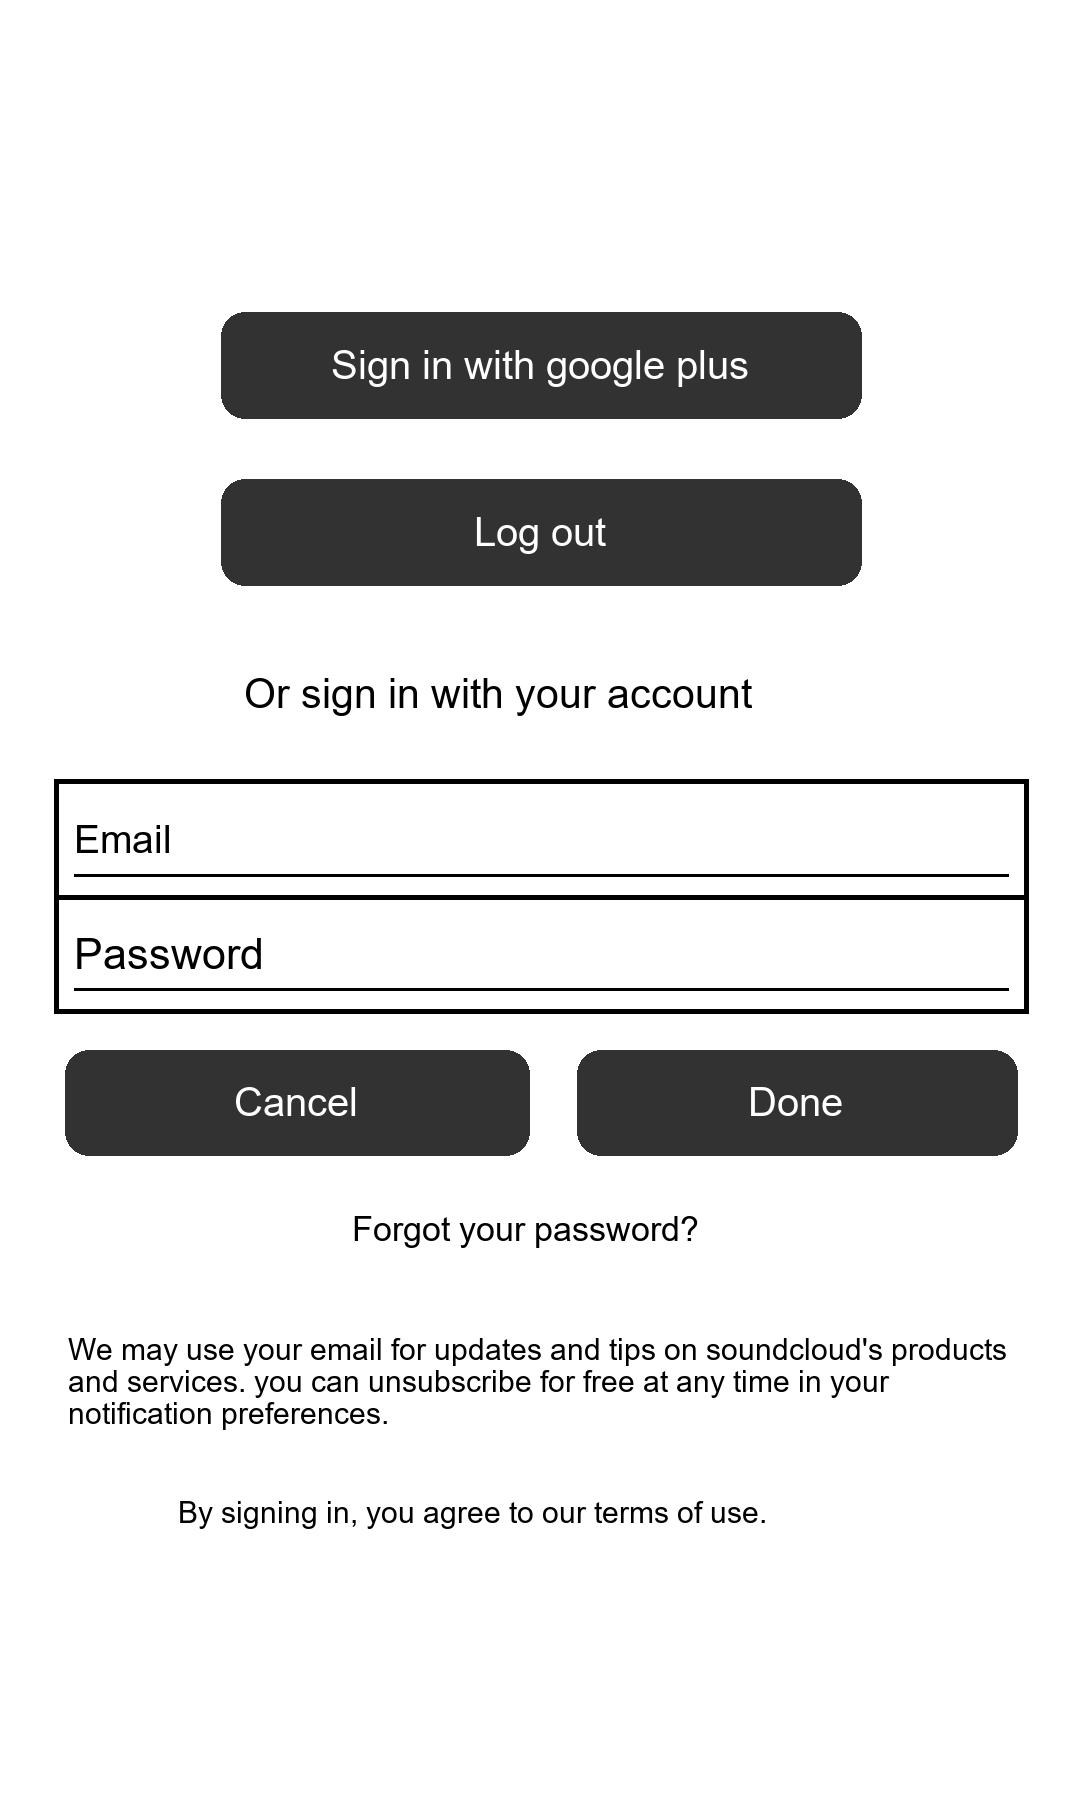 Sign in with google plus
Log out
Or sign in with your account
Email
Password
Cancel
Done
Forgot your password?
We may use your email for updates and tips on soundcloud's products
and services. you can unsubscribe for free at any time in your
notification preferences.
By signing in, you agree to our terms of use.